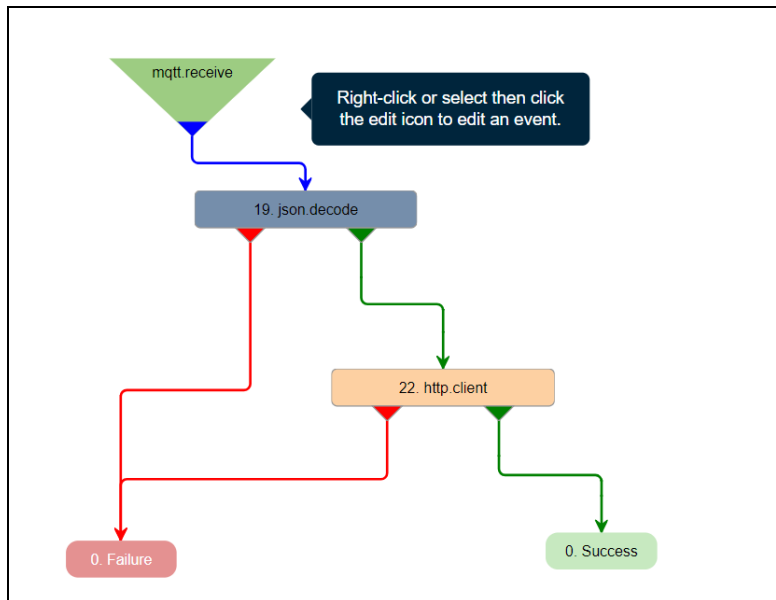 mqtt.receive
Right-click or select then click
the edit icon to edit an event.
19. json.decode
22. http.client
0. Failure
0. Success